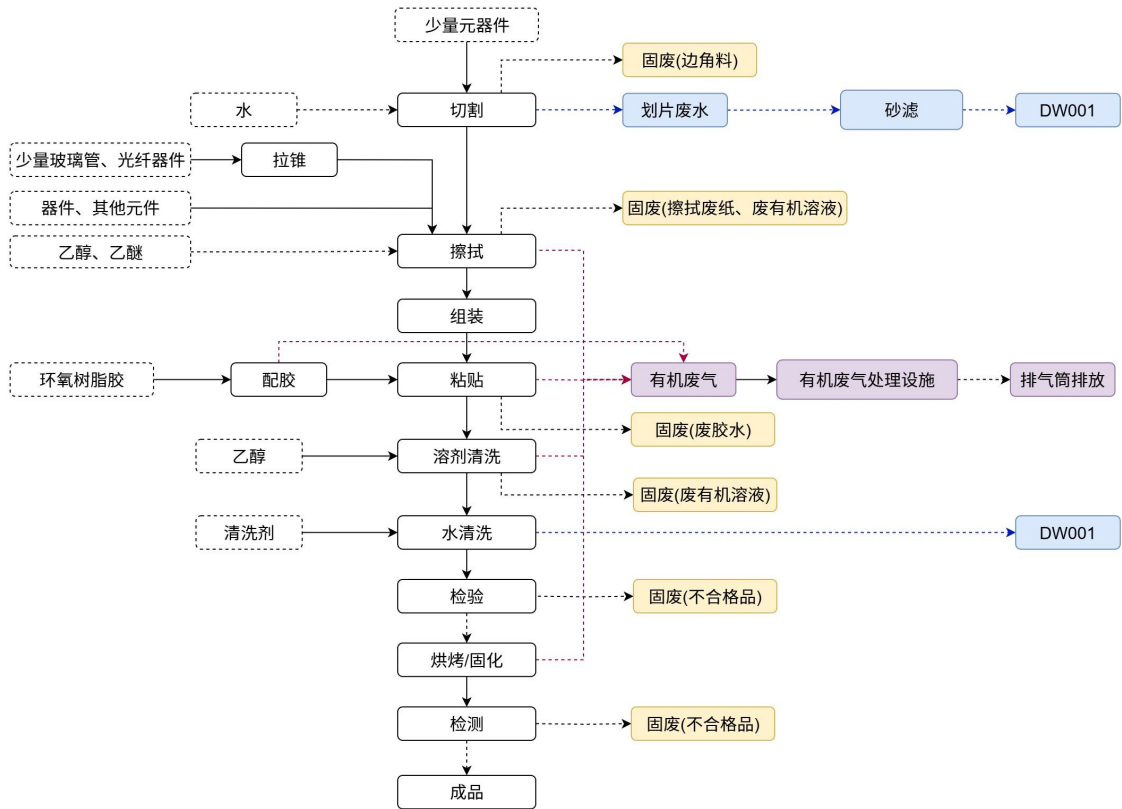 少量元器件
固废(边角料)
水
切割
划片废水
砂滤
DW001
少量玻璃管、光纤器件
拉锥
器件、其他元件
固废(擦拭废纸、废有机溶液)
乙醇、乙醚
擦拭
组装
环氧树脂胶
配胶
粘贴
有机废气
有机废气处理设施
排气筒排放
固废(废胶水)
乙醇
溶剂清洗
固废(废有机溶液)
清洗剂
水清洗
DW001
检验
固废(不合格品)
烘烤/固化
检测
固废(不合格品)
成品